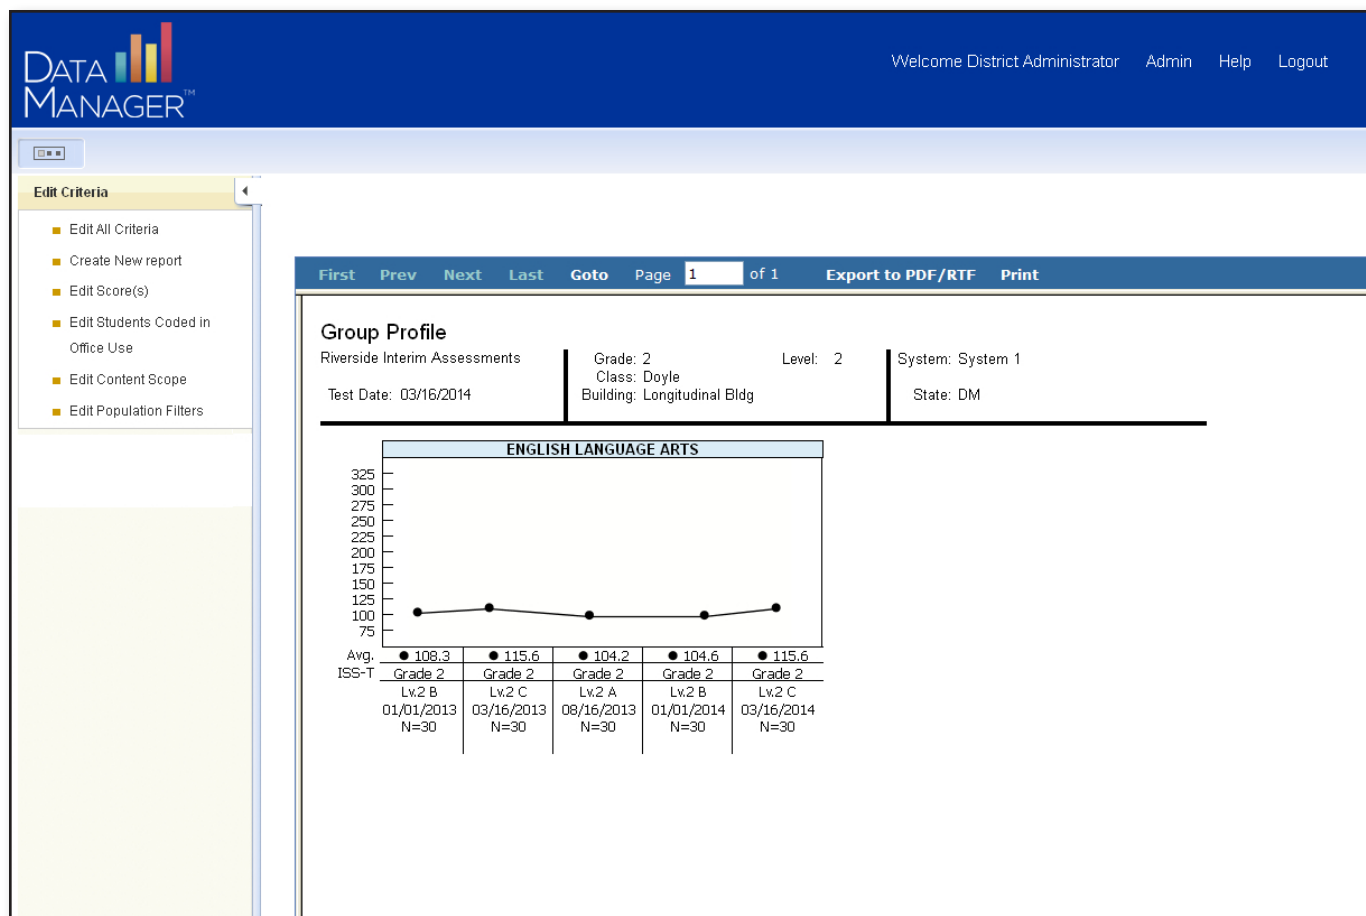 DATA
MANAGER™
Welcome District Administrator Admin Help Logout
Edit Criteria
Edit All Criteria
Create New report
Edit Score(s)
Edit Students Coded in
Office Use
Edit Content Scope
Edit Population Filters
First Prev Next Last Goto Page 1 of 1 Export to PDF/RTF Print
Group Profile
Riverside Interim Assessments
Test Date: 03/16/2014
Grade: 2 Level: 2
Class: Doyle
Building: Longitudinal Bldg
System: System 1
State: DM
ENGLISH LANGUAGE ARTS
325
300
275
250
225
200
175
150
125
100
75
Avg. 108.3 115.6 104.2 104.6 115.6
ISS-T Grade 2 Grade 2 Grade 2 Grade 2 Grade 2
Lv.2 B Lv.2 C Lv.2 A Lv.2 B Lv.2 C
01/01/2013 03/16/2013 08/16/2013 01/01/2014 03/16/2014
N=30 N=30 N=30 N=30 N=30